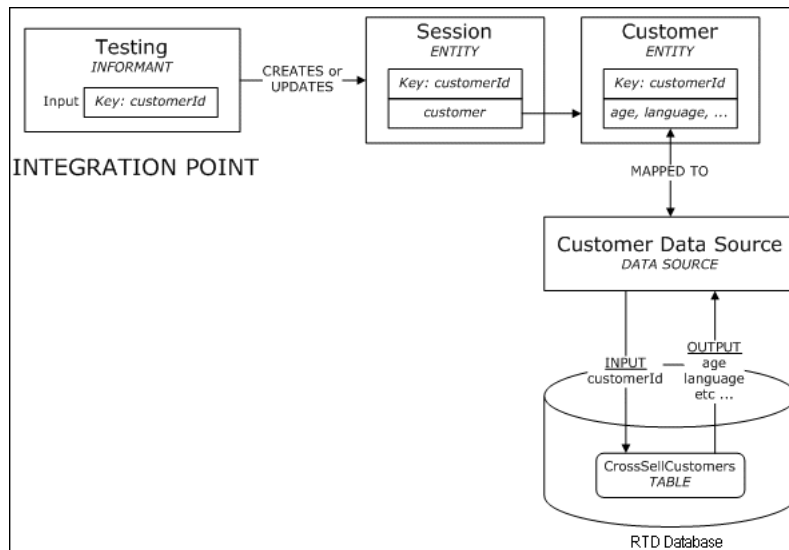 Testing
INFORMANT
Input
Key: customerId
CREATES or
UPDATES
Session
ENTITY
Key: customerId
customer
Customer
ENTITY
Key: customerId
age, language, ...
INTEGRATION POINT
MAPPED TO
Customer Data Source
DATA SOURCE
INPUT
customerId
OUTPUT
age
language
etc ...
CrossSellCustomers
TABLE
RTD Database